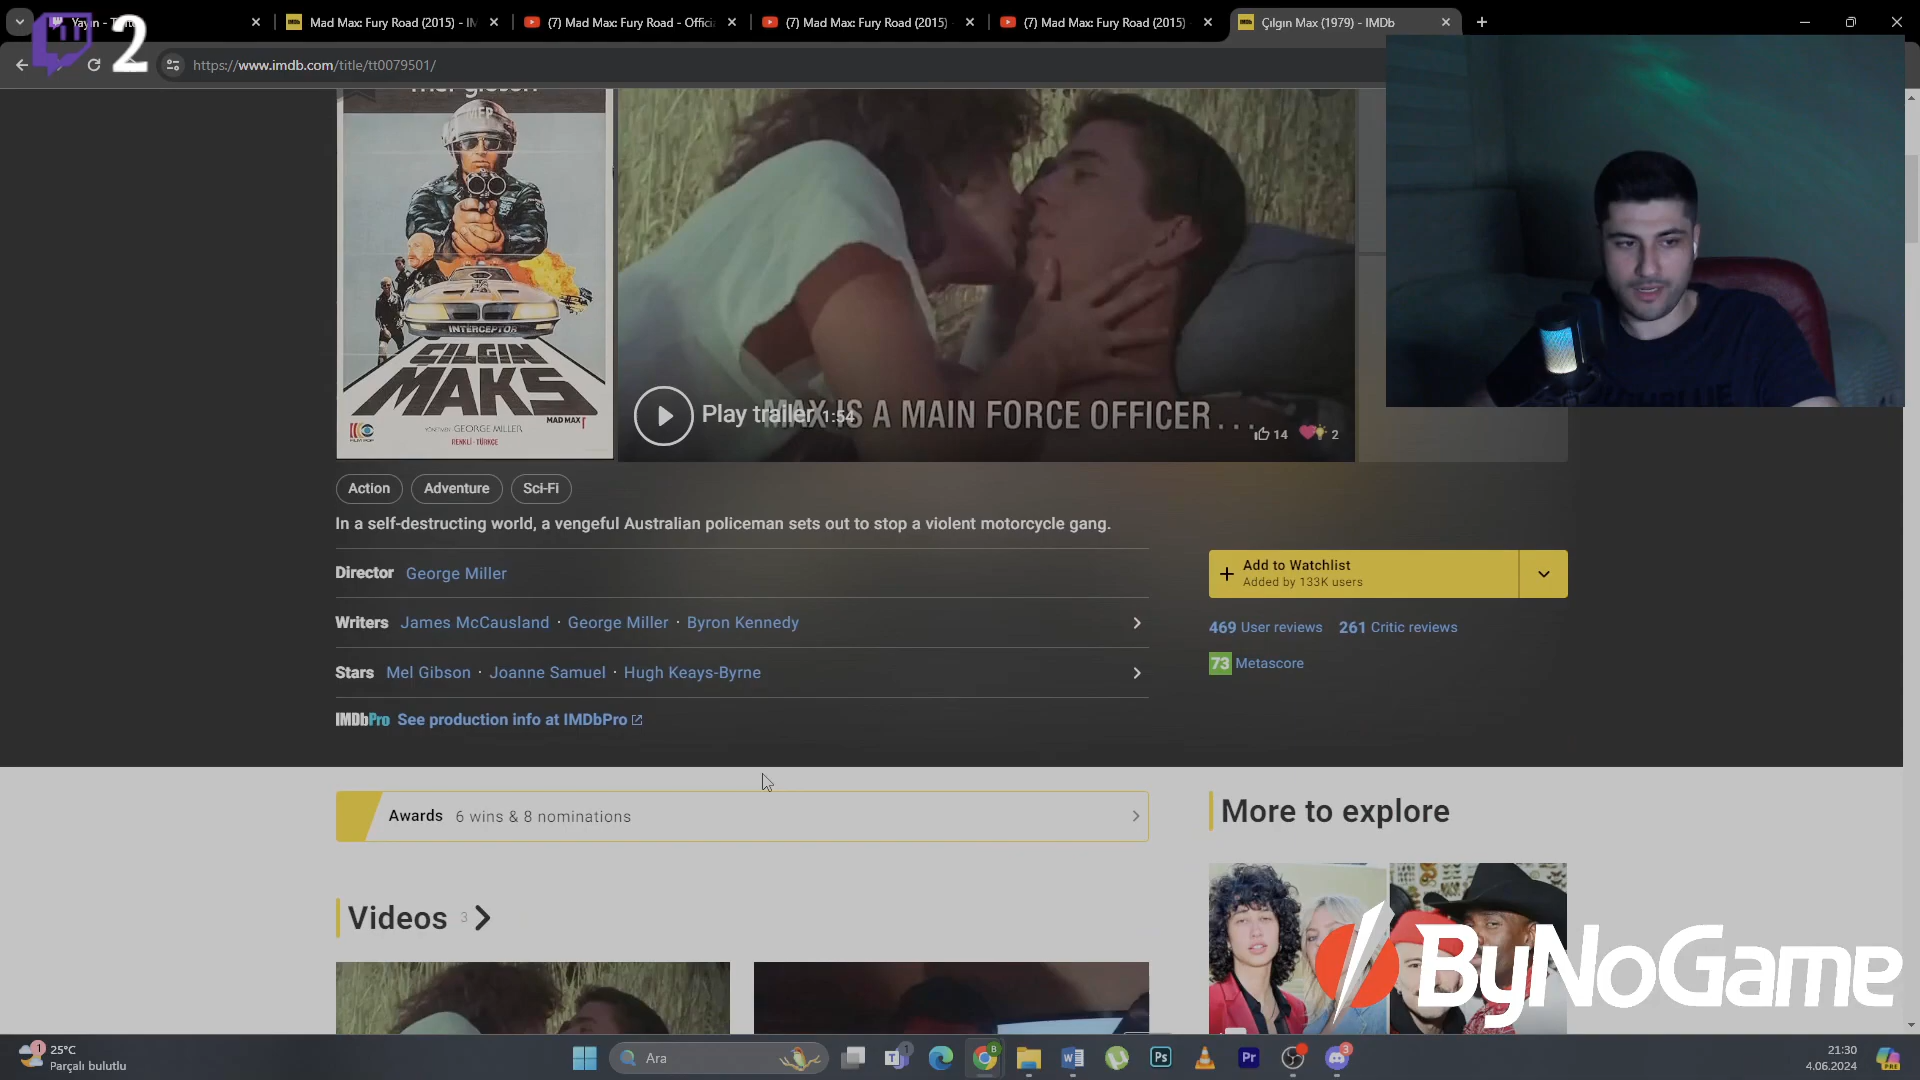 2
Mad Max: Fury Road (2015) - IM
(7) Mad Max: Fury Road - Offici
(7) Mad Max: Fury Road (2015)
(7) Mad Max: Fury Road (2015)
Çılgın Max (1979) - IMDb
https://www.imdb.com/title/tt0079501/
INTERCEPTOR
ÇILGIN
MAKS
MAD MAX
GEORGE MILLER
RENKLİ-TÜRKÇE
Play trailer 1:54
MAX IS A MAIN FORCE OFFICER...
14
2
Action
Adventure
Sci-Fi
In a self-destructing world, a vengeful Australian policeman sets out to stop a violent motorcycle gang.
Director George Miller
Writers James McCausland · George Miller · Byron Kennedy
Stars Mel Gibson · Joanne Samuel · Hugh Keays-Byrne
IMDbPro See production info at IMDbPro
Add to Watchlist
Added by 133K users
469 User reviews 261 Critic reviews
73 Metascore
Awards 6 wins & 8 nominations
More to explore
Videos 3
ByNoGame
25°C
Parçalı bulutlu
Ara
21:30
4.06.2024